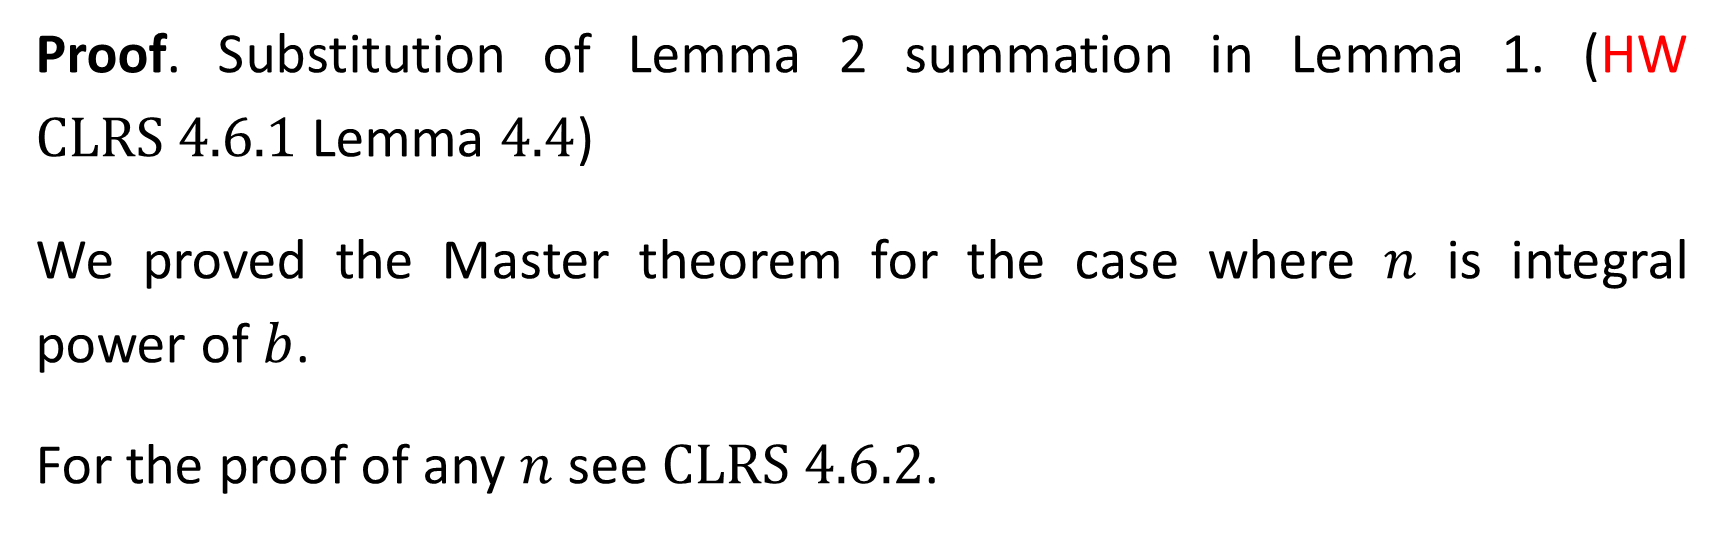 Proof. Substitution of Lemma 2 summation in Lemma 1. (HW
CLRS 4.6.1 Lemma 4.4)
We proved the Master theorem for the case where n is integral
power of b.
For the proof of any n see CLRS 4.6.2.